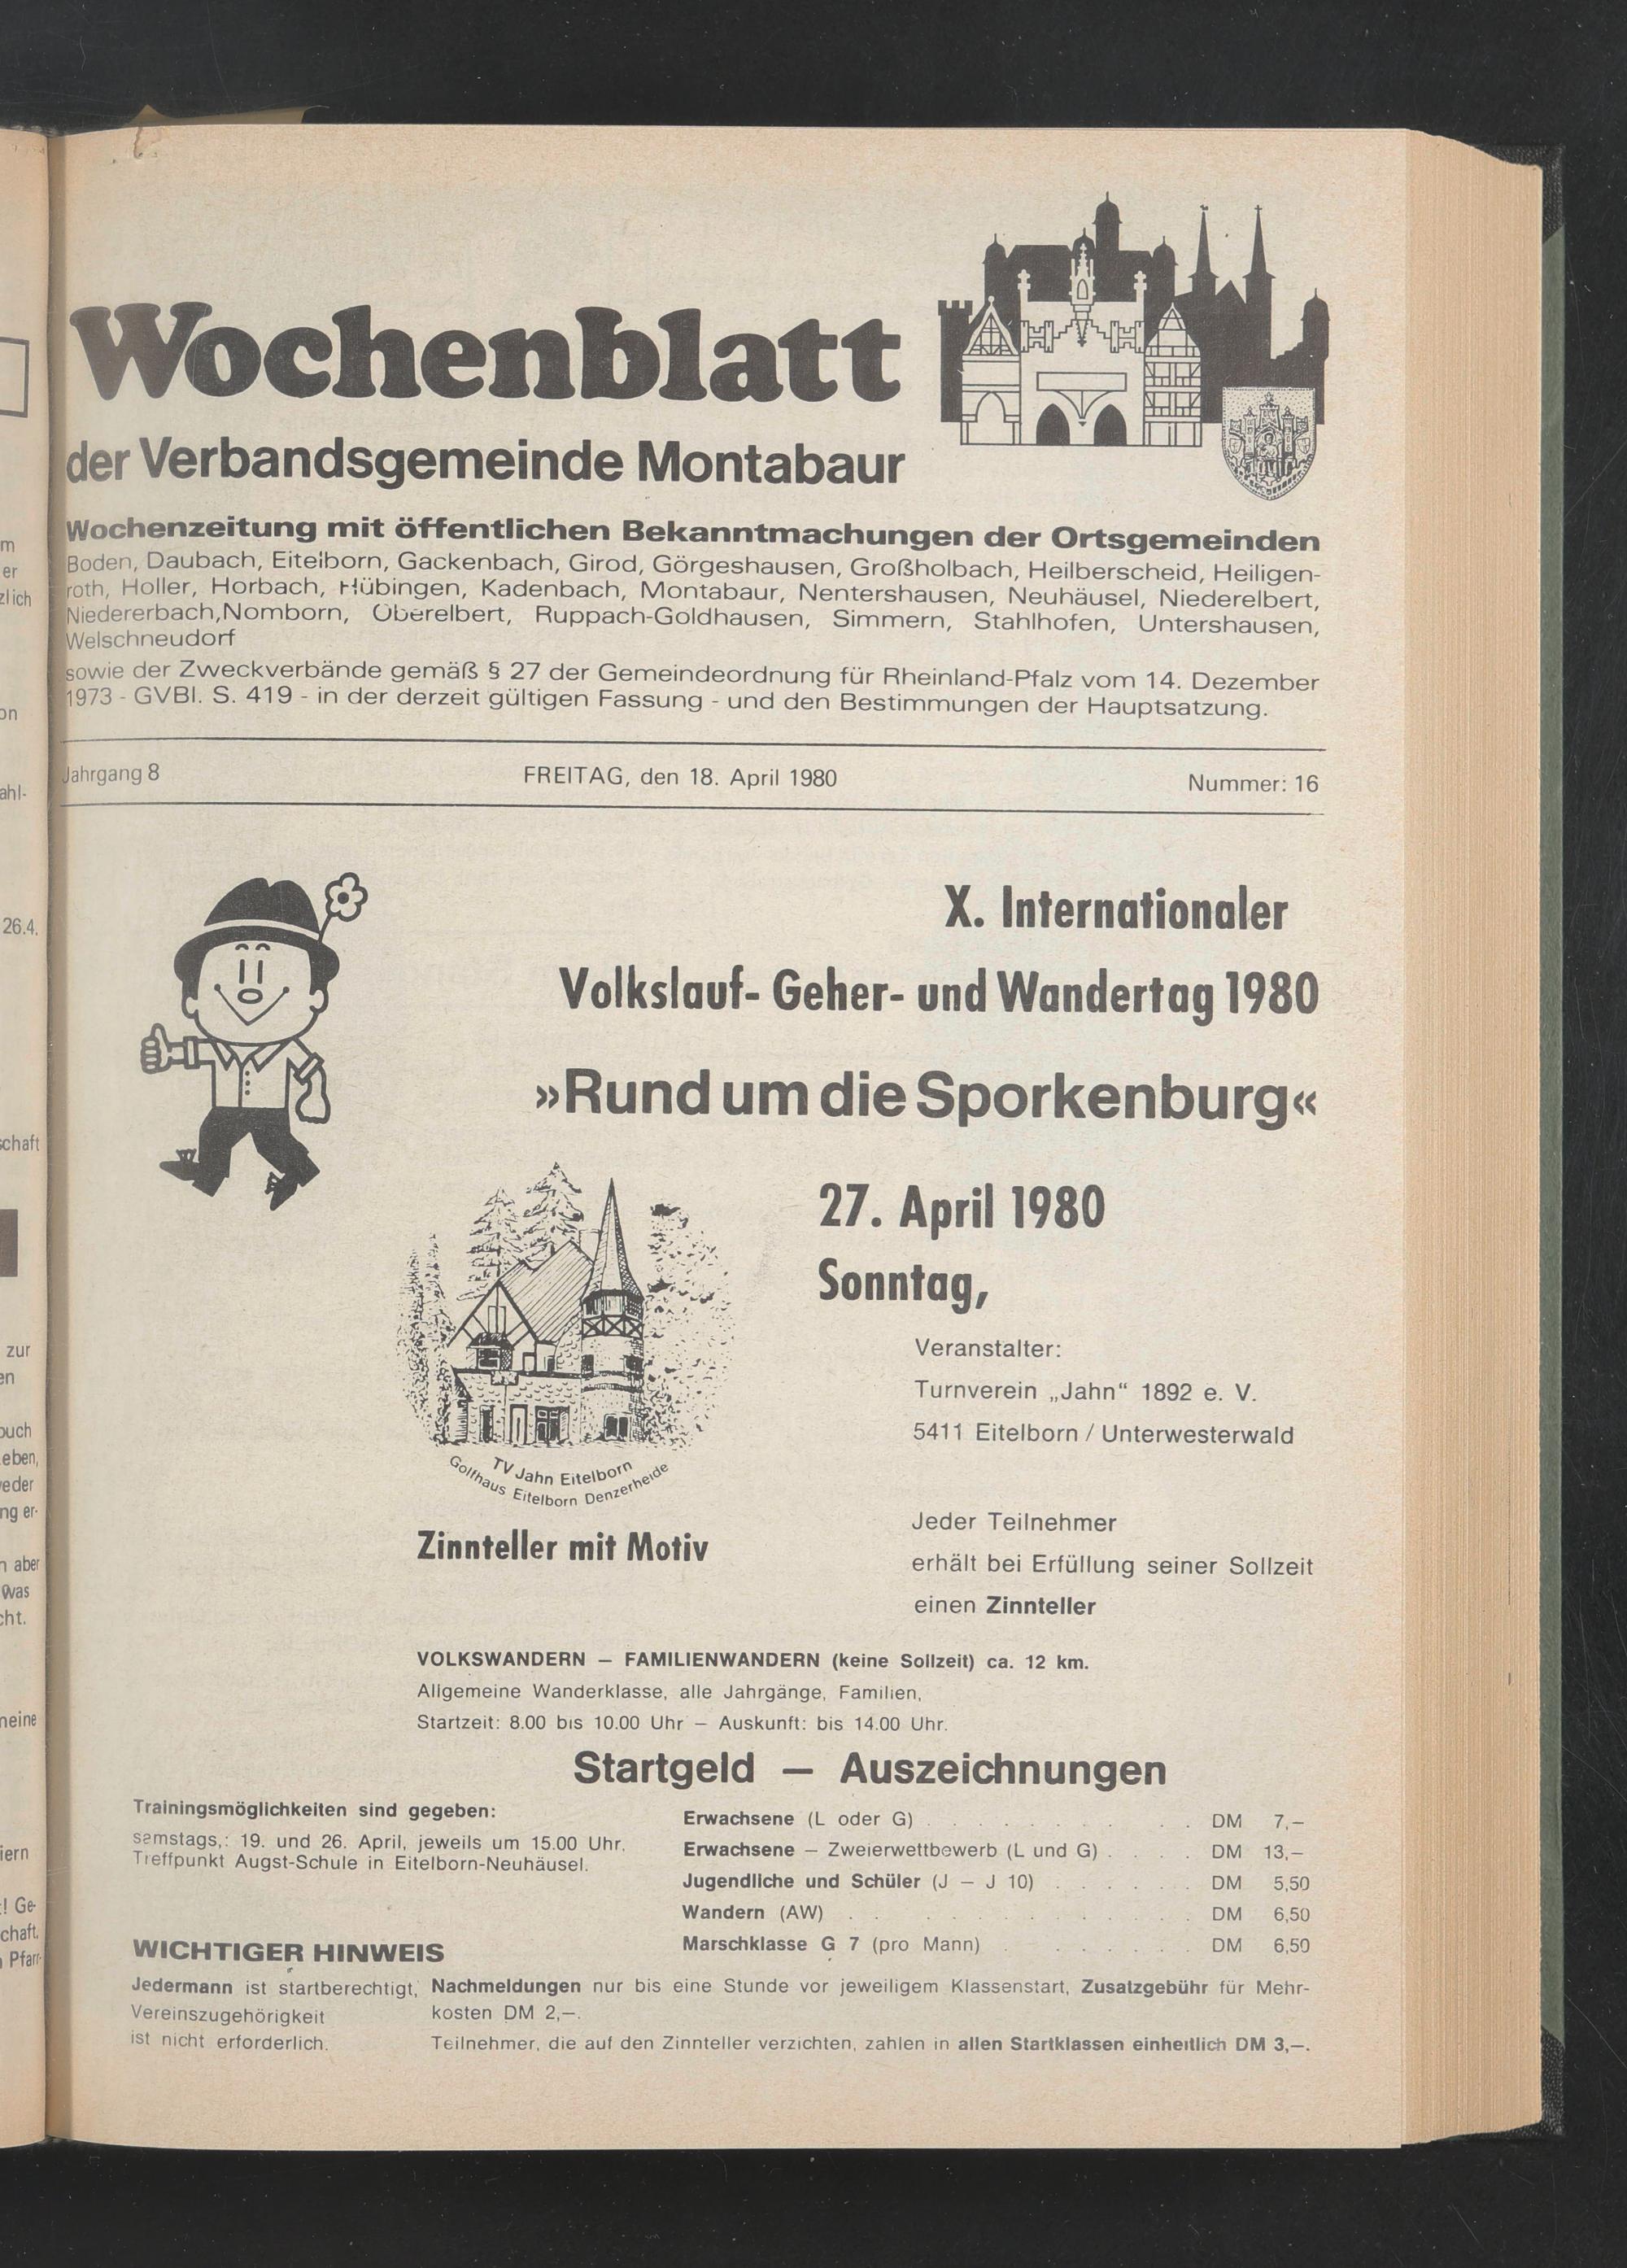 Wochenblatt
der Verbandsgemeinde Montabaur
Wochenzeitung mit öffentlichen Bekanntmachungen der Ortsgemeinden
Boden, Daubach, Eitelborn, Gackenbach, Girod, Görgeshausen, Großholbach, Heilberscheid, Heiligen-
roth, Holler, Horbach, Hübingen, Kadenbach, Montabaur, Nentershausen, Neuhäusel, Niederelbert,
Niedererbach,Nomborn, Oberelbert, Ruppach-Goldhausen, Simmern, Stahlhofen, Untershausen,
Welschneudorf
sowie der Zweckverbände gemäß § 27 der Gemeindeordnung für Rheinland-Pfalz vom 14. Dezember
1973 - GVBl. S. 419 - in der derzeit gültigen Fassung - und den Bestimmungen der Hauptsatzung.
Jahrgang 8 FREITAG, den 18. April 1980 Nummer: 16
X. Internationaler
Volkslauf- Geher- und Wandertag 1980
»Rund um die Sporkenburg«
27. April 1980
Sonntag,
Veranstalter:
Turnverein „Jahn“ 1892 e. V.
5411 Eitelborn / Unterwesterwald
TV Jahn Eitelborn
Golfhaus Eitelborn Denzerheide
Zinnteller mit Motiv
Jeder Teilnehmer
erhält bei Erfüllung seiner Sollzeit
einen Zinnteller
VOLKSWANDERN — FAMILIENWANDERN (keine Sollzeit) ca. 12 km.
Allgemeine Wanderklasse, alle Jahrgänge, Familien,
Startzeit: 8.00 bis 10.00 Uhr — Auskunft: bis 14.00 Uhr.
Startgeld — Auszeichnungen
Trainingsmöglichkeiten sind gegeben:
samstags,: 19. und 26. April, jeweils um 15.00 Uhr.
Treffpunkt Augst-Schule in Eitelborn-Neuhäusel.
Erwachsene (L oder G) . . . . . . . . . . DM 7,—
Erwachsene — Zweierwettbewerb (L und G) . . . . DM 13,—
Jugendliche und Schüler (J — J 10) . . . . . . DM 5,50
Wandern (AW) . . . . . . . . . . . DM 6,50
Marschklasse G 7 (pro Mann) . . . . . . . DM 6,50
WICHTIGER HINWEIS
Jedermann ist startberechtigt,
Vereinszugehörigkeit
ist nicht erforderlich.
Nachmeldungen nur bis eine Stunde vor jeweiligem Klassenstart, Zusatzgebühr für Mehr-
kosten DM 2,—.
Teilnehmer, die auf den Zinnteller verzichten, zahlen in allen Startklassen einheitlich DM 3,—.